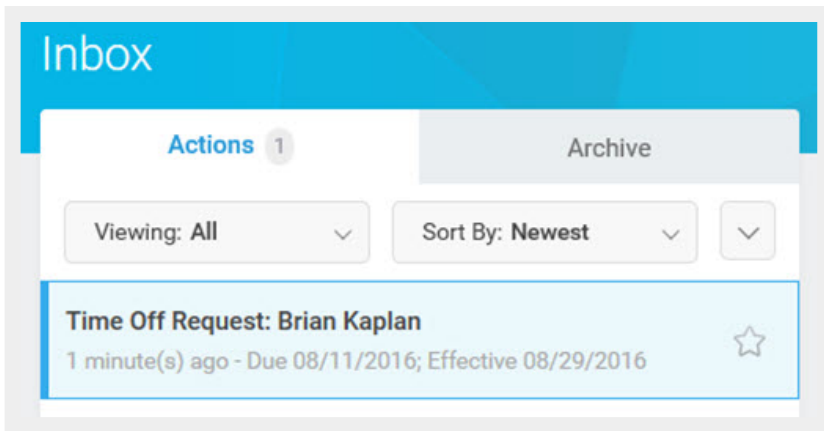 Inbox
Actions 1
Archive
Viewing: All
Sort By: Newest
Time Off Request: Brian Kaplan
1 minute(s) ago - Due 08/11/2016; Effective 08/29/2016